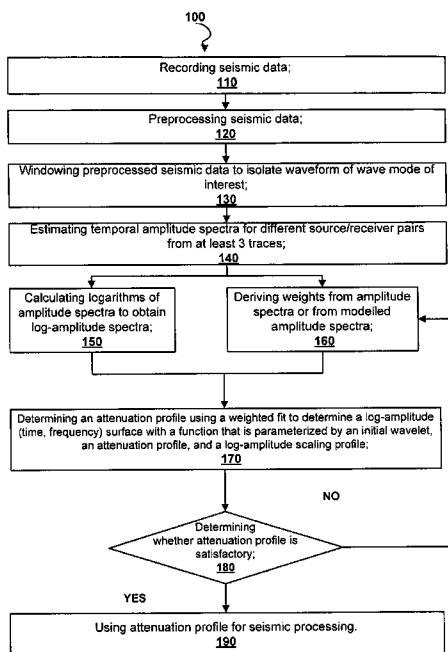 100
Recording seismic data;
110
Preprocessing seismic data;
120
Windowing preprocessed seismic data to isolate waveform of wave mode of
interest;
130
Estimating temporal amplitude spectra for different source/receiver pairs
from at least 3 traces;
140
Calculating logarithms of
amplitude spectra to obtain
log-amplitude spectra;
150
Deriving weights from amplitude
spectra or from modelled
amplitude spectra;
160
Determining an attenuation profile using a weighted fit to determine a log-amplitude
(time, frequency) surface with a function that is parameterized by an initial wavelet,
an attenuation profile, and a log-amplitude scaling profile;
170
NO
Determining
whether attenuation profile is
satisfactory;
180
YES
Using attenuation profile for seismic processing.
190